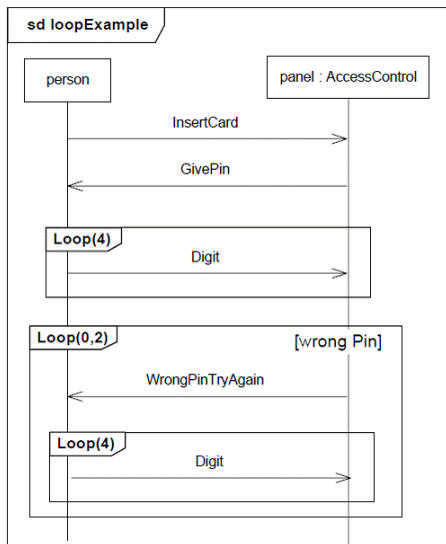 sd loopExample
person
panel : AccessControl
InsertCard
GivePin
Loop(4)
Digit
Loop(0,2)
[wrong Pin]
WrongPinTryAgain
Loop(4)
Digit